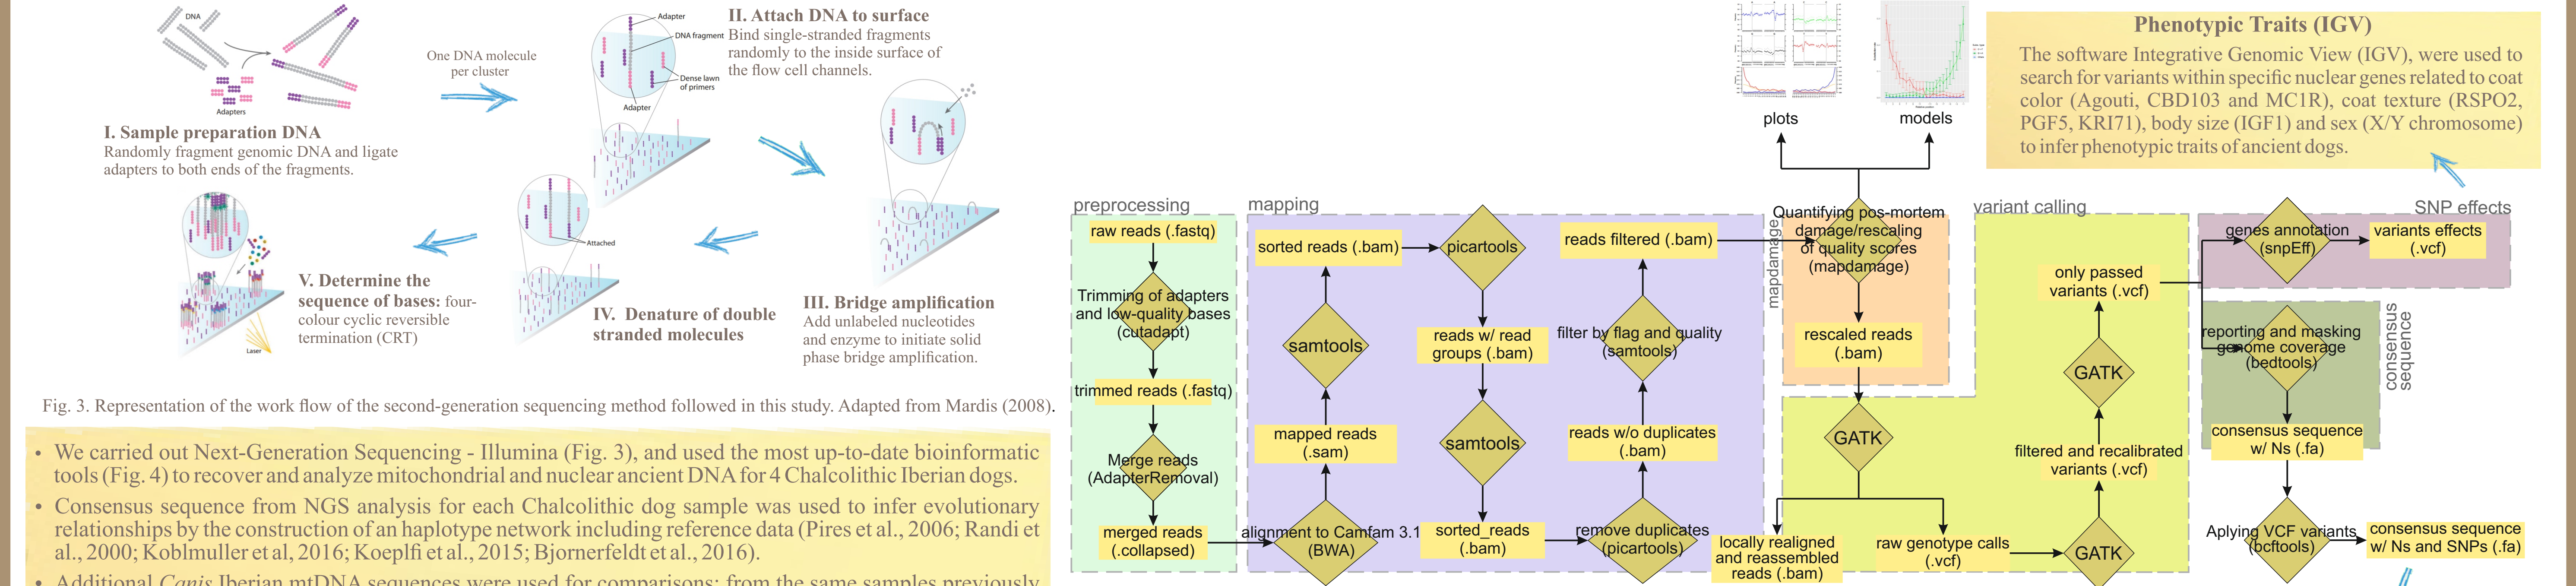 DNA
Adapters
I. Sample preparation DNA
Randomly fragment genomic DNA and ligate
adapters to both ends of the fragments.
One DNA molecule
per cluster
Adapter
DNA fragment
Dense lawn
of primers
Adapter
II. Attach DNA to surface
Bind single-stranded fragments
randomly to the inside surface of
the flow cell channels.
III. Bridge amplification
Add unlabeled nucleotides
and enzyme to initiate solid
phase bridge amplification.
Attached
IV. Denature of double
stranded molecules
Laser
V. Determine the
sequence of bases: four-
colour cyclic reversible
termination (CRT)
Fig. 3. Representation of the work flow of the second-generation sequencing method followed in this study. Adapted from Mardis (2008).
• We carried out Next-Generation Sequencing - Illumina (Fig. 3), and used the most up-to-date bioinformatic
tools (Fig. 4) to recover and analyze mitochondrial and nuclear ancient DNA for 4 Chalcolithic Iberian dogs.
• Consensus sequence from NGS analysis for each Chalcolithic dog sample was used to infer evolutionary
relationships by the construction of an haplotype network including reference data (Pires et al., 2006; Randi et
al., 2000; Koblmuller et al, 2016; Koeplfi et al., 2015; Bjornerfeldt et al., 2016).
• Additional Canis Iberian mtDNA sequences were used for comparisons: from the same samples previously
preprocessing
raw reads (.fastq)
Trimming of adapters
and low-quality bases
(cutadapt)
trimmed reads (.fastq)
Merge reads
(AdapterRemoval)
merged reads
(.collapsed)
mapping
alignment to Camfam 3.1
(BWA)
mapped reads
(.sam)
samtools
sorted reads (.bam)
picartools
reads w/ read
groups (.bam)
samtools
sorted_reads
(.bam)
remove duplicates
(picartools)
reads w/o duplicates
(.bam)
filter by flag and quality
(samtools)
reads filtered (.bam)
mapdamage
plots
models
Quantifying pos-mortem
damage/rescaling
of quality scores
(mapdamage)
rescaled reads
(.bam)
variant calling
GATK
locally realigned
and reassembled
reads (.bam)
raw genotype calls
(.vcf)
GATK
filtered and recalibrated
variants (.vcf)
GATK
only passed
variants (.vcf)
SNP effects
genes annotation
(snpEff)
variants effects
(.vcf)
consensus
sequence
reporting and masking
genome coverage
(bedtools)
consensus sequence
w/ Ns (.fa)
Aplying VCF variants
(bcftools)
consensus sequence
w/ Ns and SNPs (.fa)
Phenotypic Traits (IGV)
The software Integrative Genomic View (IGV), were used to
search for variants within specific nuclear genes related to coat
color (Agouti, CBD103 and MC1R), coat texture (RSPO2,
PGF5, KRI71), body size (IGF1) and sex (X/Y chromosome)
to infer phenotypic traits of ancient dogs.